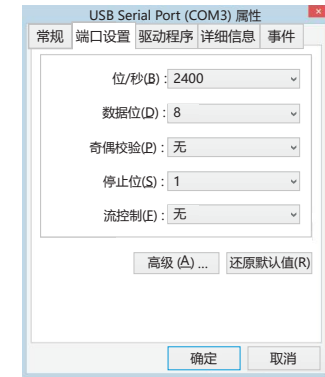 USB Serial Port (COM3) 属性
常规 端口设置 驱动程序 详细信息 事件
位/秒(B) : 2400
数据位(D) : 8
奇偶校验(P) : 无
停止位(S) : 1
流控制(F) : 无
高级 (A) ... 还原默认值(R)
确定 取消